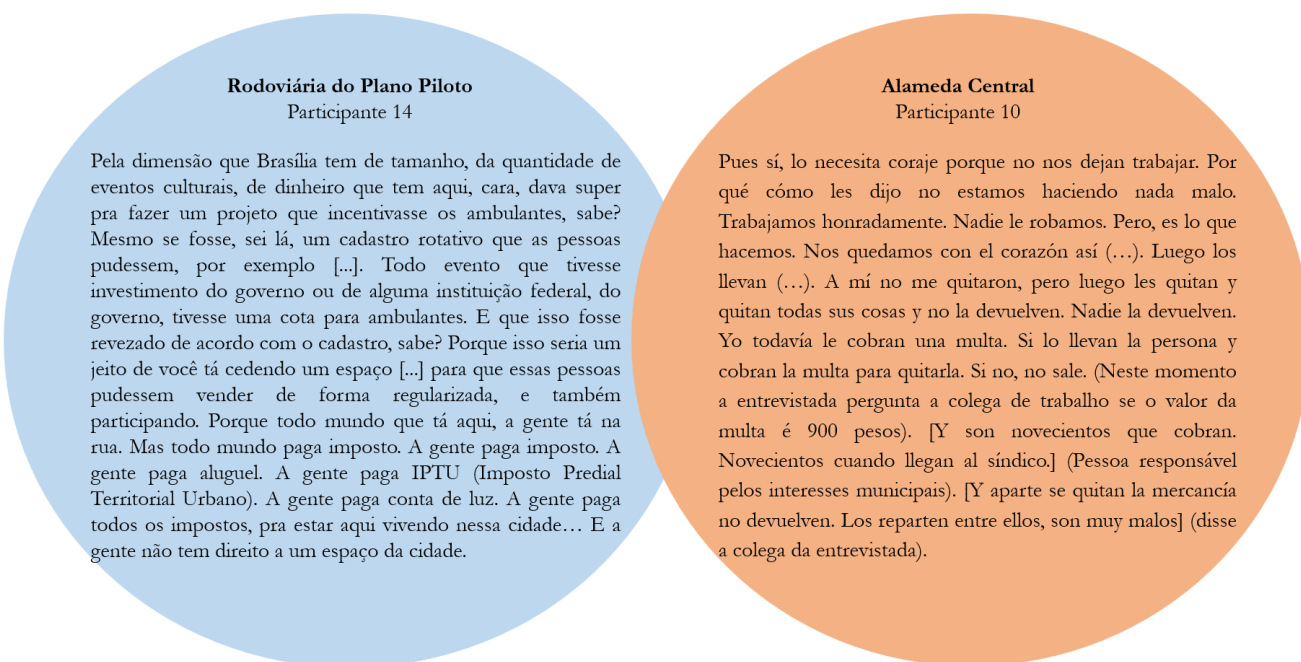 Rodoviária do Plano Piloto
Participante 14
Pela dimensão que Brasília tem de tamanho, da quantidade de
eventos culturais, de dinheiro que tem aqui, cara, dava super
pra fazer um projeto que incentivasse os ambulantes, sabe?
Mesmo se fosse, sei lá, um cadastro rotativo que as pessoas
pudessem, por exemplo [...]. Todo evento que tivesse
investimento do governo ou de alguma instituição federal, do
governo, tivesse uma cota para ambulantes. E que isso fosse
revezado de acordo com o cadastro, sabe? Porque isso seria um
jeito de você tá cedendo um espaço [...] para que essas pessoas
pudessem vender de forma regularizada, e também
participando. Porque todo mundo que tá aqui, a gente tá na
rua. Mas todo mundo paga imposto. A gente paga imposto. A
gente paga aluguel. A gente paga IPTU (Imposto Predial
Territorial Urbano). A gente paga conta de luz. A gente paga
todos os impostos, pra estar aqui vivendo nessa cidade… E a
gente não tem direito a um espaço da cidade.
Alameda Central
Participante 10
Pues sí, lo necesita coraje porque no nos dejan trabajar. Por
qué cómo les dijo no estamos haciendo nada malo.
Trabajamos honradamente. Nadie le robamos. Pero, es lo que
hacemos. Nos quedamos con el corazón así (…). Luego los
llevan (…). A mí no me quitaron, pero luego les quitan y
quitan todas sus cosas y no la devuelven. Nadie la devuelven.
Yo todavía le cobran una multa. Si lo llevan la persona y
cobran la multa para quitarla. Si no, no sale. (Neste momento
a entrevistada pergunta a colega de trabalho se o valor da
multa é 900 pesos). [Y son novecientos que cobran.
Novecientos cuando llegan al síndico.] (Pessoa responsável
pelos interesses municipais). [Y aparte se quitan la mercancía
no devuelven. Los reparten entre ellos, son muy malos] (disse
a colega da entrevistada).